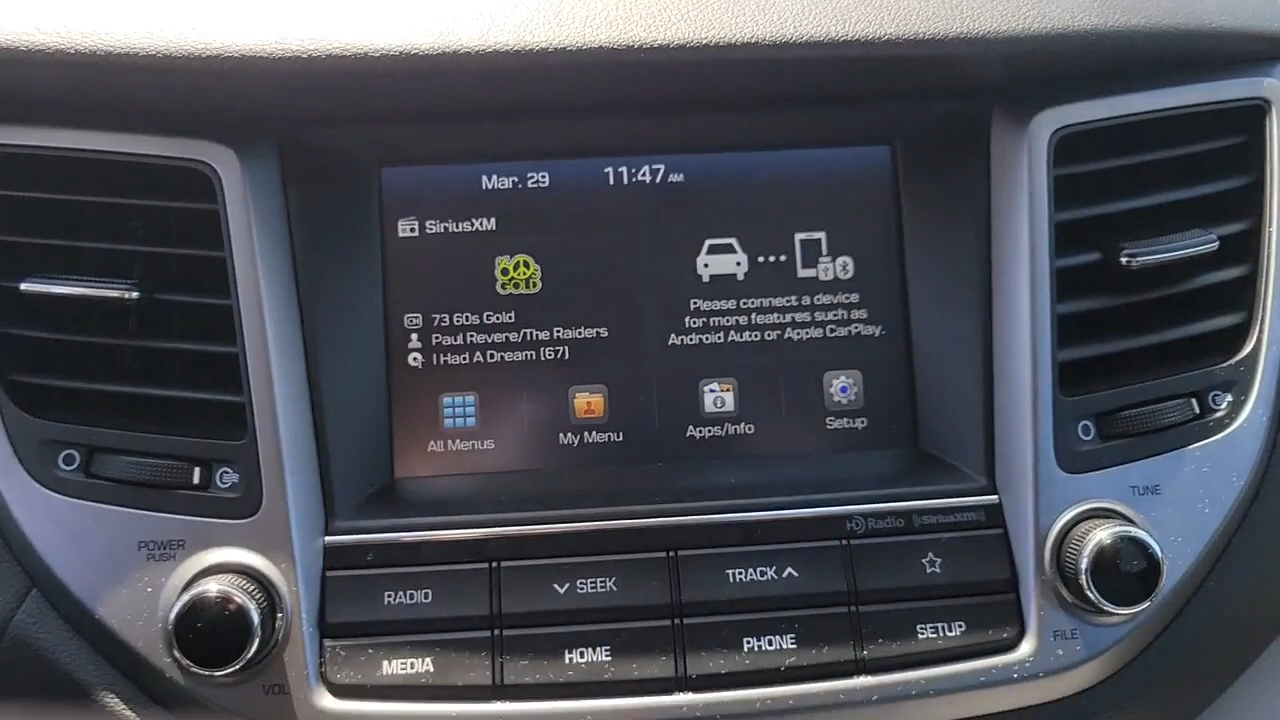 Mar. 29
11:47 AM
SiriusXM
60s
GOLD
CH 73 60s Gold
Paul Revere/The Raiders
I Had A Dream (67)
Please connect a device
for more features such as
Android Auto or Apple CarPlay.
All Menus
My Menu
Apps/Info
Setup
HD Radio
((SiriusXM))
POWER
PUSH
VOL
TUNE
FILE
RADIO
SEEK
TRACK
MEDIA
HOME
PHONE
SETUP